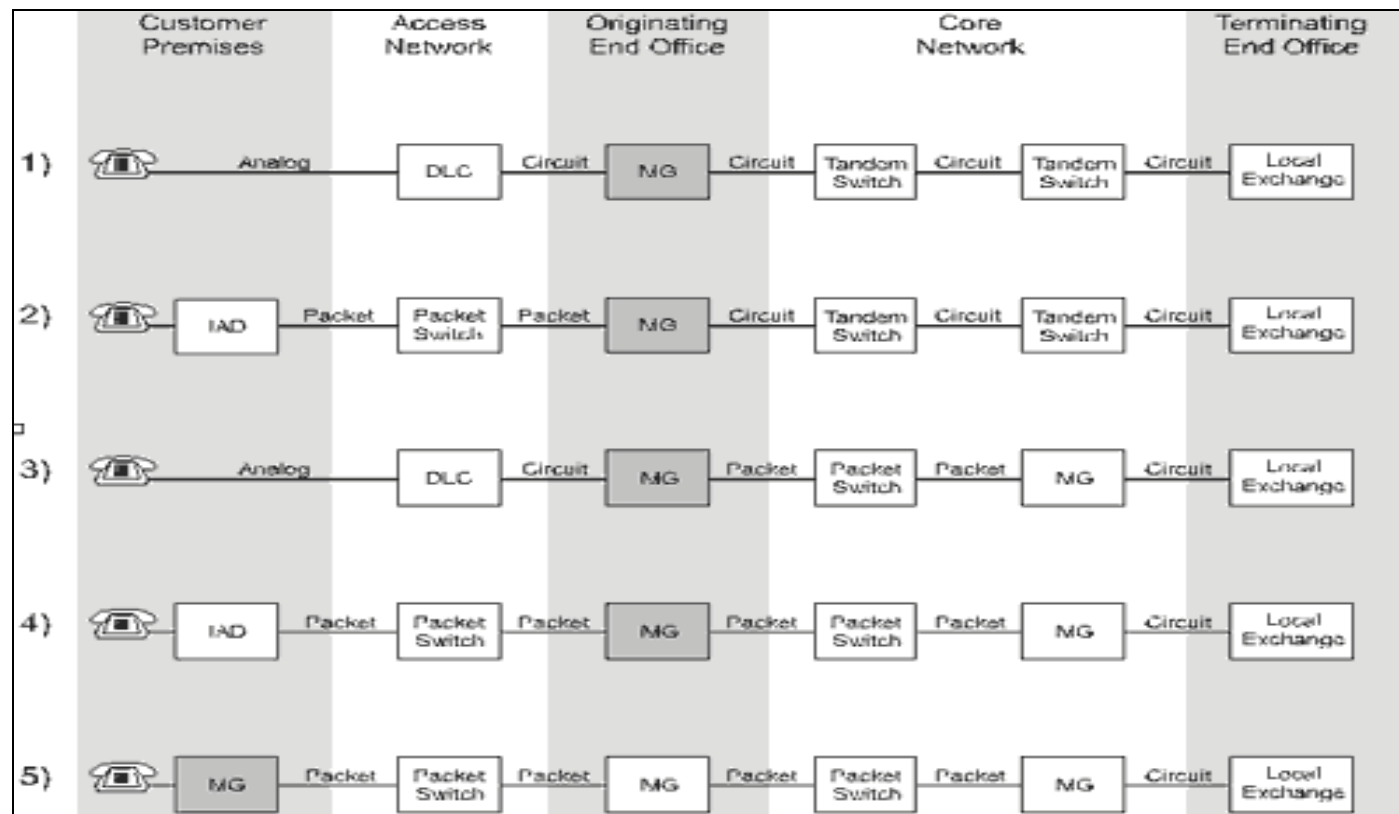 Customer Premises
Access Network
Originating End Office
Core Network
Terminating End Office
1) Analog DLC Circuit MG Circuit Tandem Switch Circuit Tandem Switch Circuit Local Exchange
2) IAD Packet Packet Switch Packet MG Circuit Tandem Switch Circuit Tandem Switch Circuit Local Exchange
3) Analog DLC Circuit MG Packet Packet Switch Packet MG Circuit Local Exchange
4) IAD Packet Packet Switch Packet MG Packet Packet Switch Packet MG Circuit Local Exchange
5) MG Packet Packet Switch Packet MG Packet Packet Switch Packet MG Circuit Local Exchange